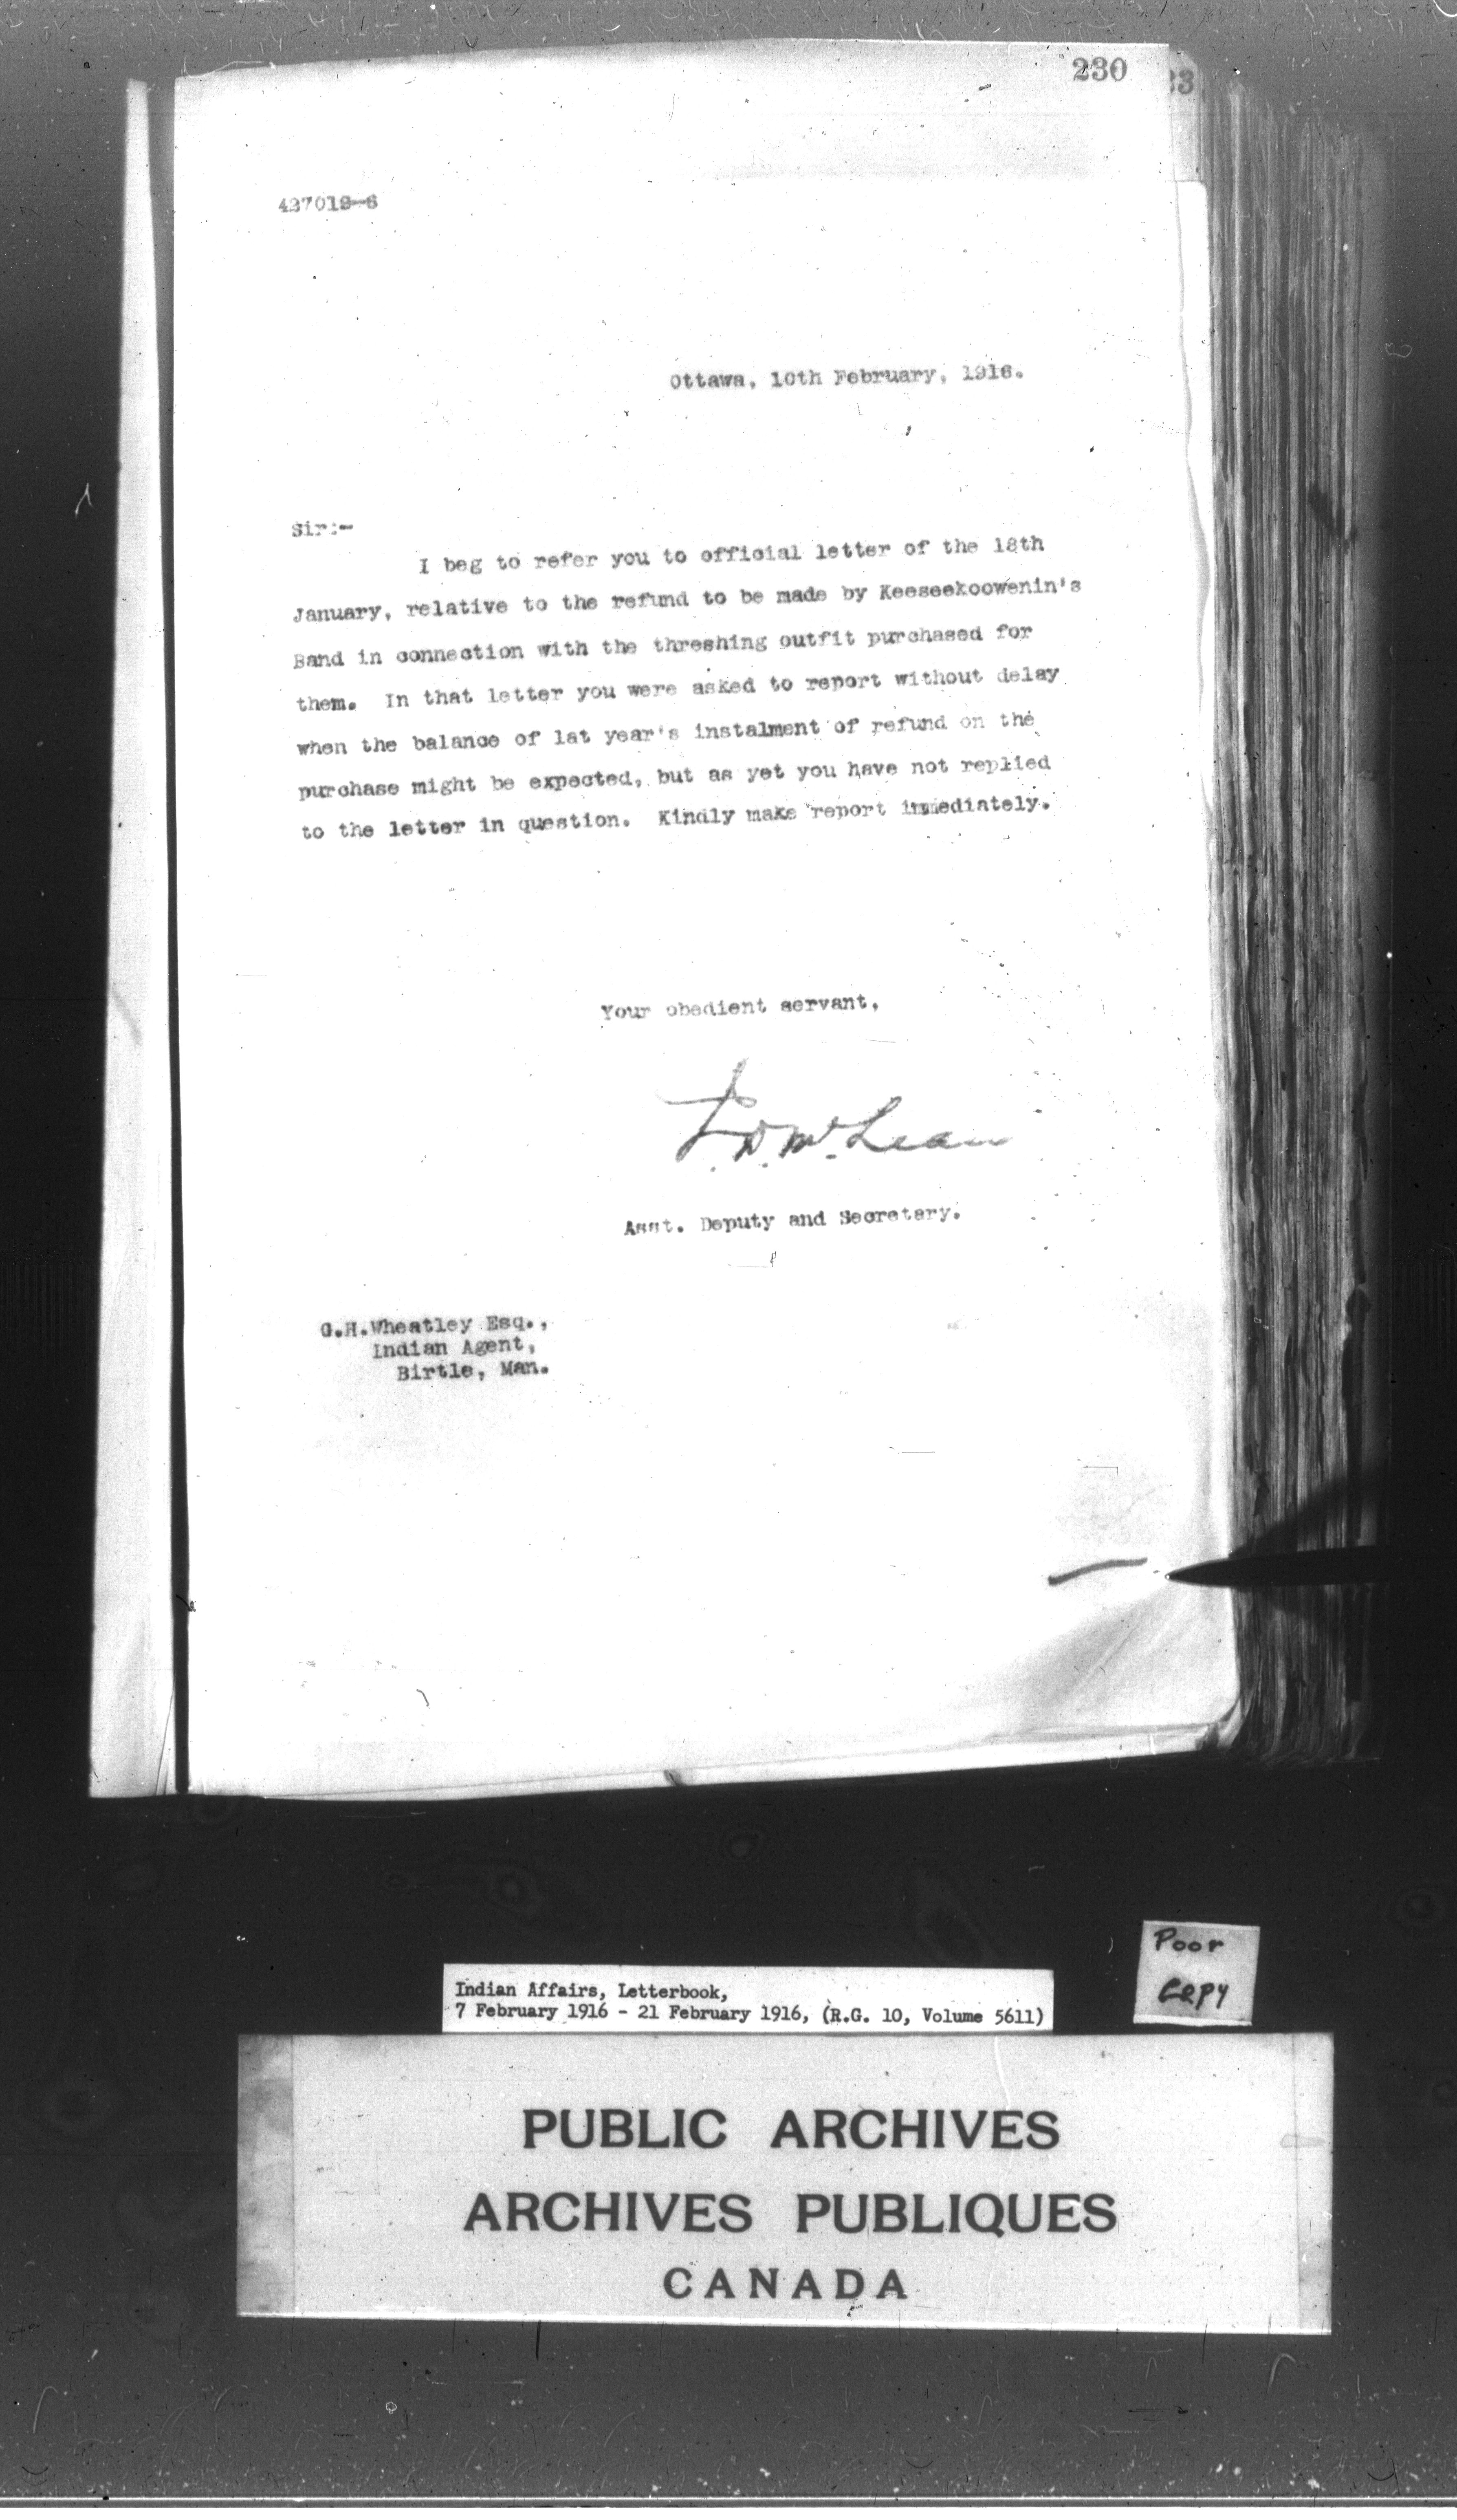 230
33
427019-6
Ottawa, 10th February, 1916.
Sir:-
I beg to refer you to official letter of the 18th
January, relative to the refund to be made by Keeseekoowenin's
Band in connection with the threshing outfit purchased for
them. In that letter you were asked to report without delay
when the balance of lat year's instalment of refund on the
purchase might be expected, but as yet you have not replied
to the letter in question. Kindly make report immediately.
Your obedient servant,
J. D. McLean
Asst. Deputy and Secretary.
G.H.Wheatley Esq.,
Indian Agent,
Birtle, Man.
Poor
Copy
Indian Affairs, Letterbook,
7 February 1916 - 21 February 1916, (R.G. 10, Volume 5611)
PUBLIC ARCHIVES
ARCHIVES PUBLIQUES
CANADA